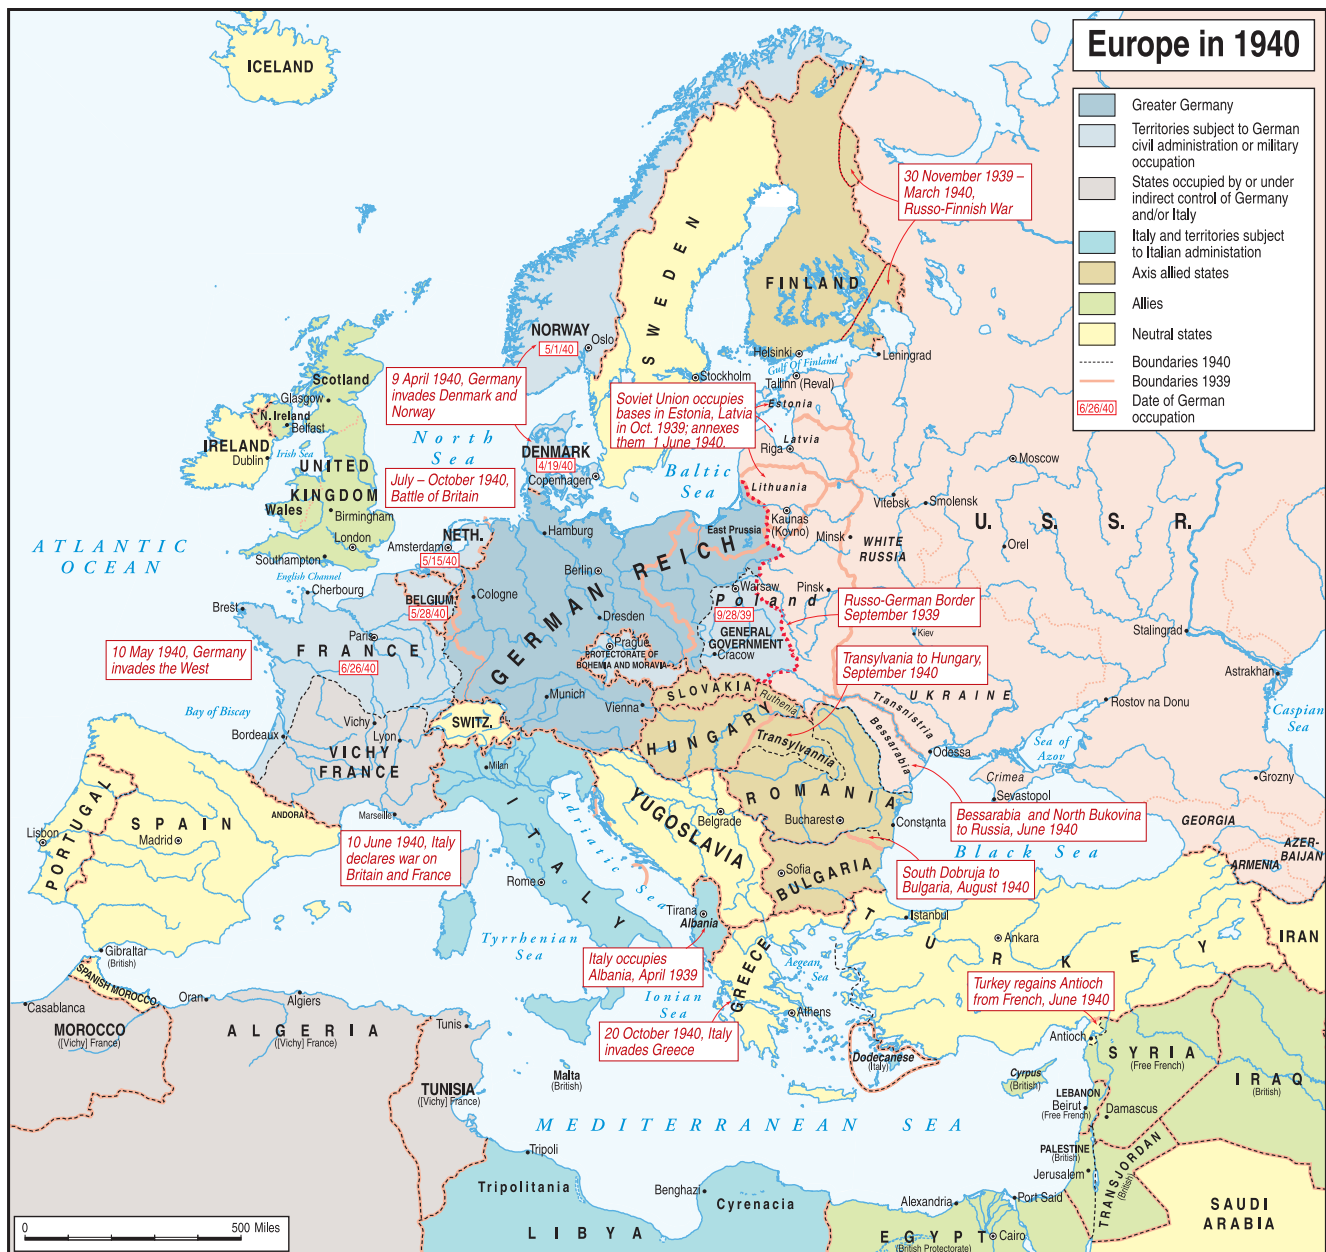 Europe in 1940
Greater Germany
Territories subject to German
civil administration or military
occupation
States occupied by or under
indirect control of Germany
and/or Italy
Italy and territories subject
to Italian administation
Axis allied states
Allies
Neutral states
Boundaries 1940
Boundaries 1939
6/26/40
Date of German
occupation
ICELAND
30 November 1939 –
March 1940,
Russo-Finnish War
SWEDEN
FINLAND
NORWAY
5/1/40
Oslo
Helsinki
Gulf Of Finland
Leningrad
Stockholm
Tallinn (Reval)
Estonia
9 April 1940, Germany
invades Denmark and
Norway
Soviet Union occupies
bases in Estonia, Latvia
in Oct. 1939; annexes
them 1 June 1940.
Scotland
Glasgow
N. Ireland
Belfast
IRELAND
Dublin
Irish Sea
UNITED
KINGDOM
Wales
Birmingham
London
Southampton
English Channel
North
Sea
DENMARK
4/19/40
Copenhagen
Baltic
Sea
Latvia
Riga
Lithuania
Kaunas
(Kovno)
Moscow
Vitebsk
Smolensk
U. S. S. R.
Orel
Minsk
WHITE
RUSSIA
July – October 1940,
Battle of Britain
ATLANTIC
OCEAN
NETH.
Amsterdam
5/15/40
Hamburg
East Prussia
Berlin
GERMAN REICH
Cologne
Dresden
BELGIUM
5/28/40
Cherbourg
Brest
Paris
FRANCE
6/26/40
Warsaw
Poland
9/28/39
GENERAL
GOVERNMENT
Cracow
Pinsk
Russo-German Border
September 1939
Kiev
Stalingrad
Astrakhan
Prague
PROTECTORATE OF
BOHEMIA AND MORAVIA
10 May 1940, Germany
invades the West
Transylvania to Hungary,
September 1940
UKRAINE
Rostov na Donu
Caspian
Sea
Munich
Vienna
SLOVAKIA
Ruthenia
Transnistria
Bessarabia
Odessa
Sea of
Azov
Crimea
Sevastopol
Grozny
Bay of Biscay
Bordeaux
Vichy
Lyon
VICHY
FRANCE
SWITZ.
Milan
HUNGARY
Transylvannia
ROMANIA
Bucharest
Constanta
Bessarabia and North Bukovina
to Russia, June 1940
GEORGIA
ARMENIA
AZER-
BAIJAN
PORTUGAL
Lisbon
SPAIN
Madrid
ANDORA
Marseille
ITALY
Adriatic Sea
YUGOSLAVIA
Belgrade
Sofia
BULGARIA
South Dobruja to
Bulgaria, August 1940
Black Sea
10 June 1940, Italy
declares war on
Britain and France
Rome
Tirana
Albania
Istanbul
Ankara
TURKEY
IRAN
Tyrrhenian
Sea
Italy occupies
Albania, April 1939
Ionian
Sea
GREECE
Aegean
Sea
Athens
Turkey regains Antioch
from French, June 1940
20 October 1940, Italy
invades Greece
Gibraltar
(British)
SPANISH MOROCCO
Casablanca
MOROCCO
([Vichy] France)
Oran
Algiers
ALGERIA
([Vichy] France)
Tunis
TUNISIA
([Vichy] France)
Malta
(British)
Dodecanese
(Italy)
Antioch
SYRIA
(Free French)
Cyrpus
(British)
LEBANON
Beirut
(Free French)
Damascus
IRAQ
(British)
MEDITERRANEAN SEA
PALESTINE
(British)
Jerusalem
TRANSJORDAN
(British)
Tripoli
Tripolitania
Benghazi
Cyrenacia
LIBYA
Alexandria
Port Said
EGYPT
Cairo
(British Protectorate)
SAUDI
ARABIA
0
500 Miles